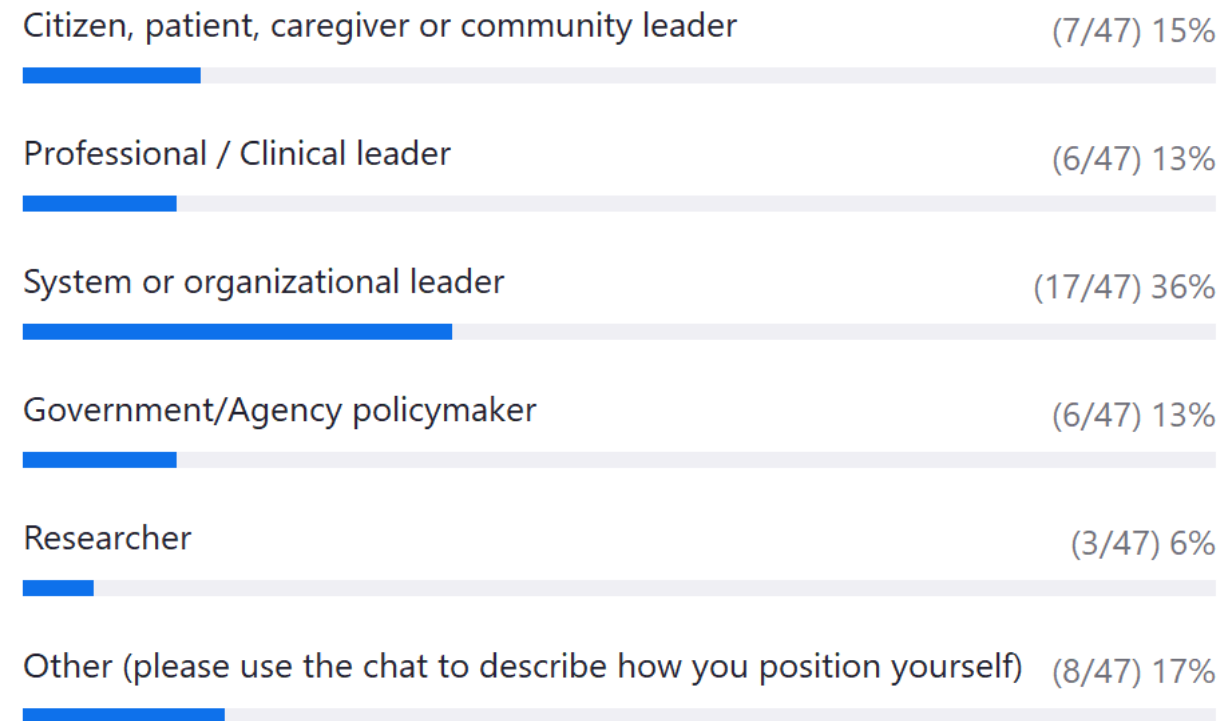 Citizen, patient, caregiver or community leader (7/47) 15%
Professional / Clinical leader (6/47) 13%
System or organizational leader (17/47) 36%
Government/Agency policymaker (6/47) 13%
Researcher (3/47) 6%
Other (please use the chat to describe how you position yourself) (8/47) 17%